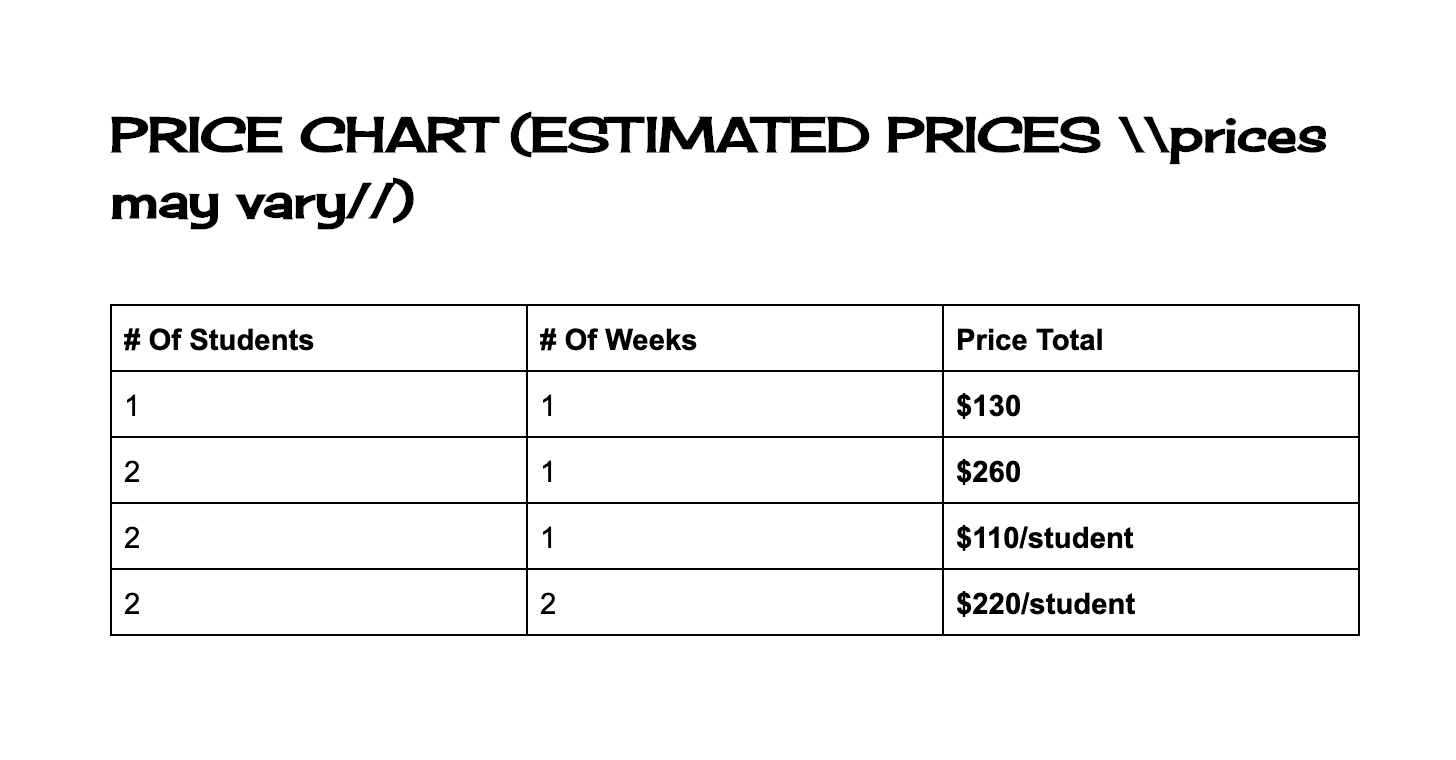 PRICE CHART (ESTIMATED PRICES \\prices
may vary//)
# Of Students # Of Weeks Price Total
1 1 $130
2 1 $260
2 1 $110/student
2 2 $220/student